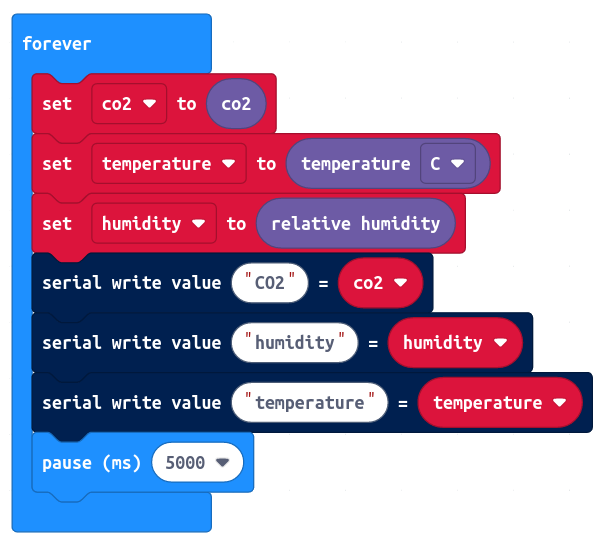 forever
set co2 to co2
set temperature to temperature C
set humidity to relative humidity
serial write value "CO2" = co2
serial write value "humidity" = humidity
serial write value "temperature" = temperature
pause (ms) 5000